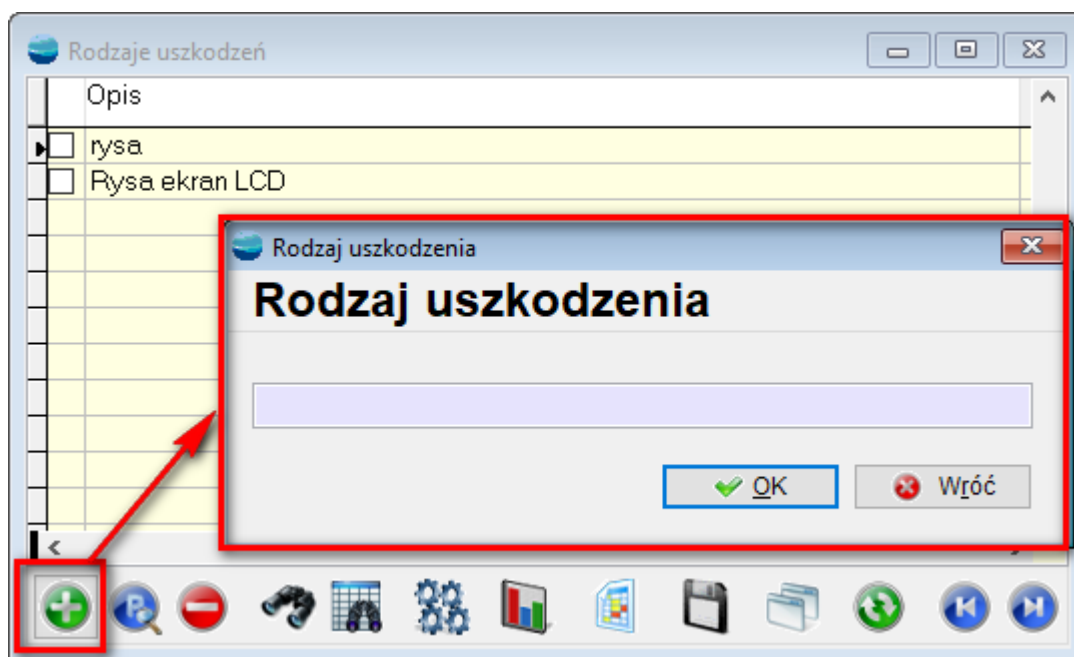 Rodzaje uszkodzeń
Opis
rysa
Rysa ekran LCD
Rodzaj uszkodzenia
Rodzaj uszkodzenia
OK
Wróć